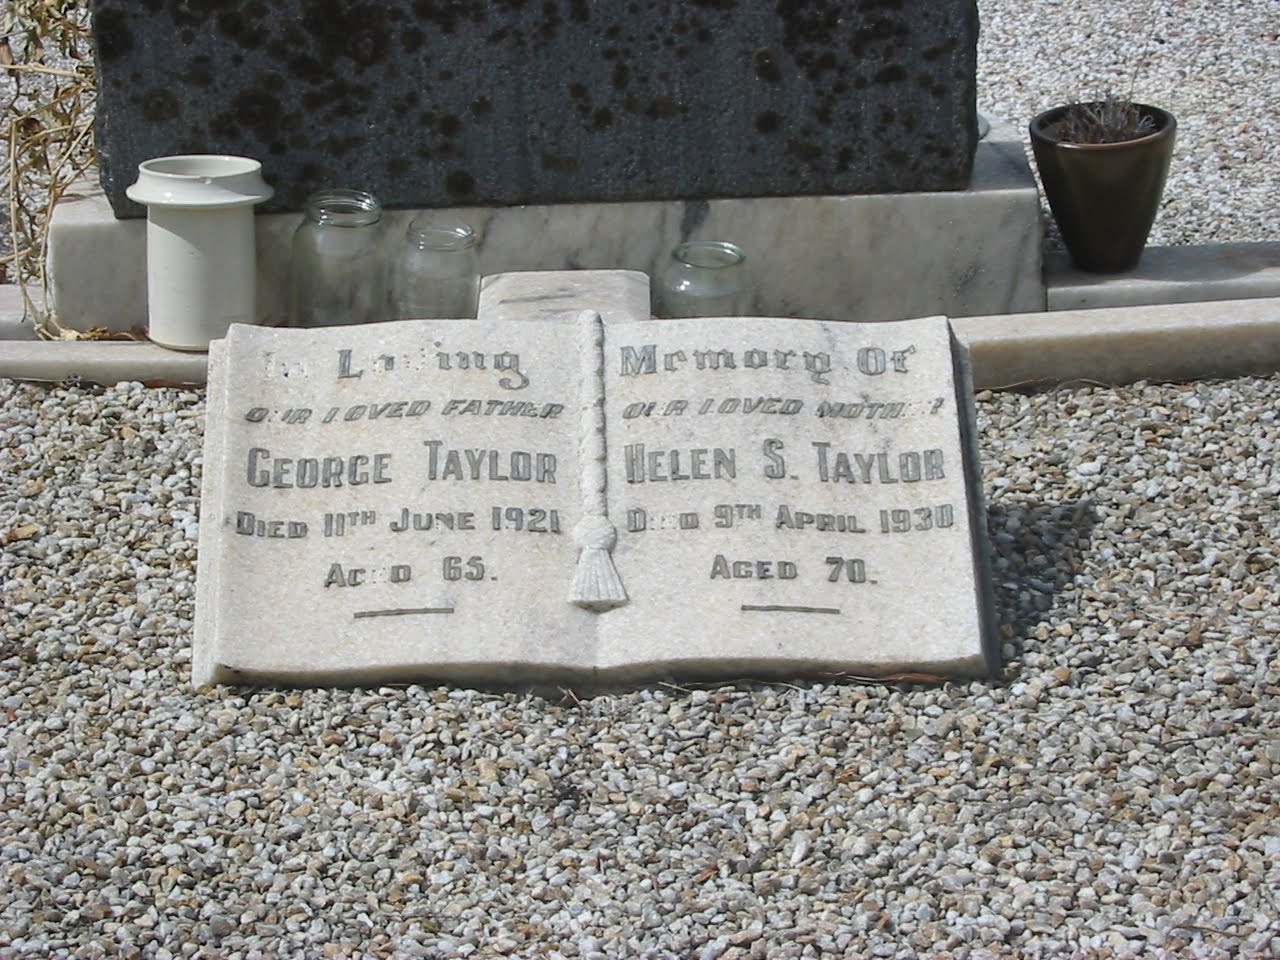 In Loving
OUR LOVED FATHER
GEORGE TAYLOR
DIED 11TH JUNE 1921
AGED 65.
Memory Of
OUR LOVED MOTHER
HELEN S. TAYLOR
DIED 9TH APRIL 1930
AGED 70.